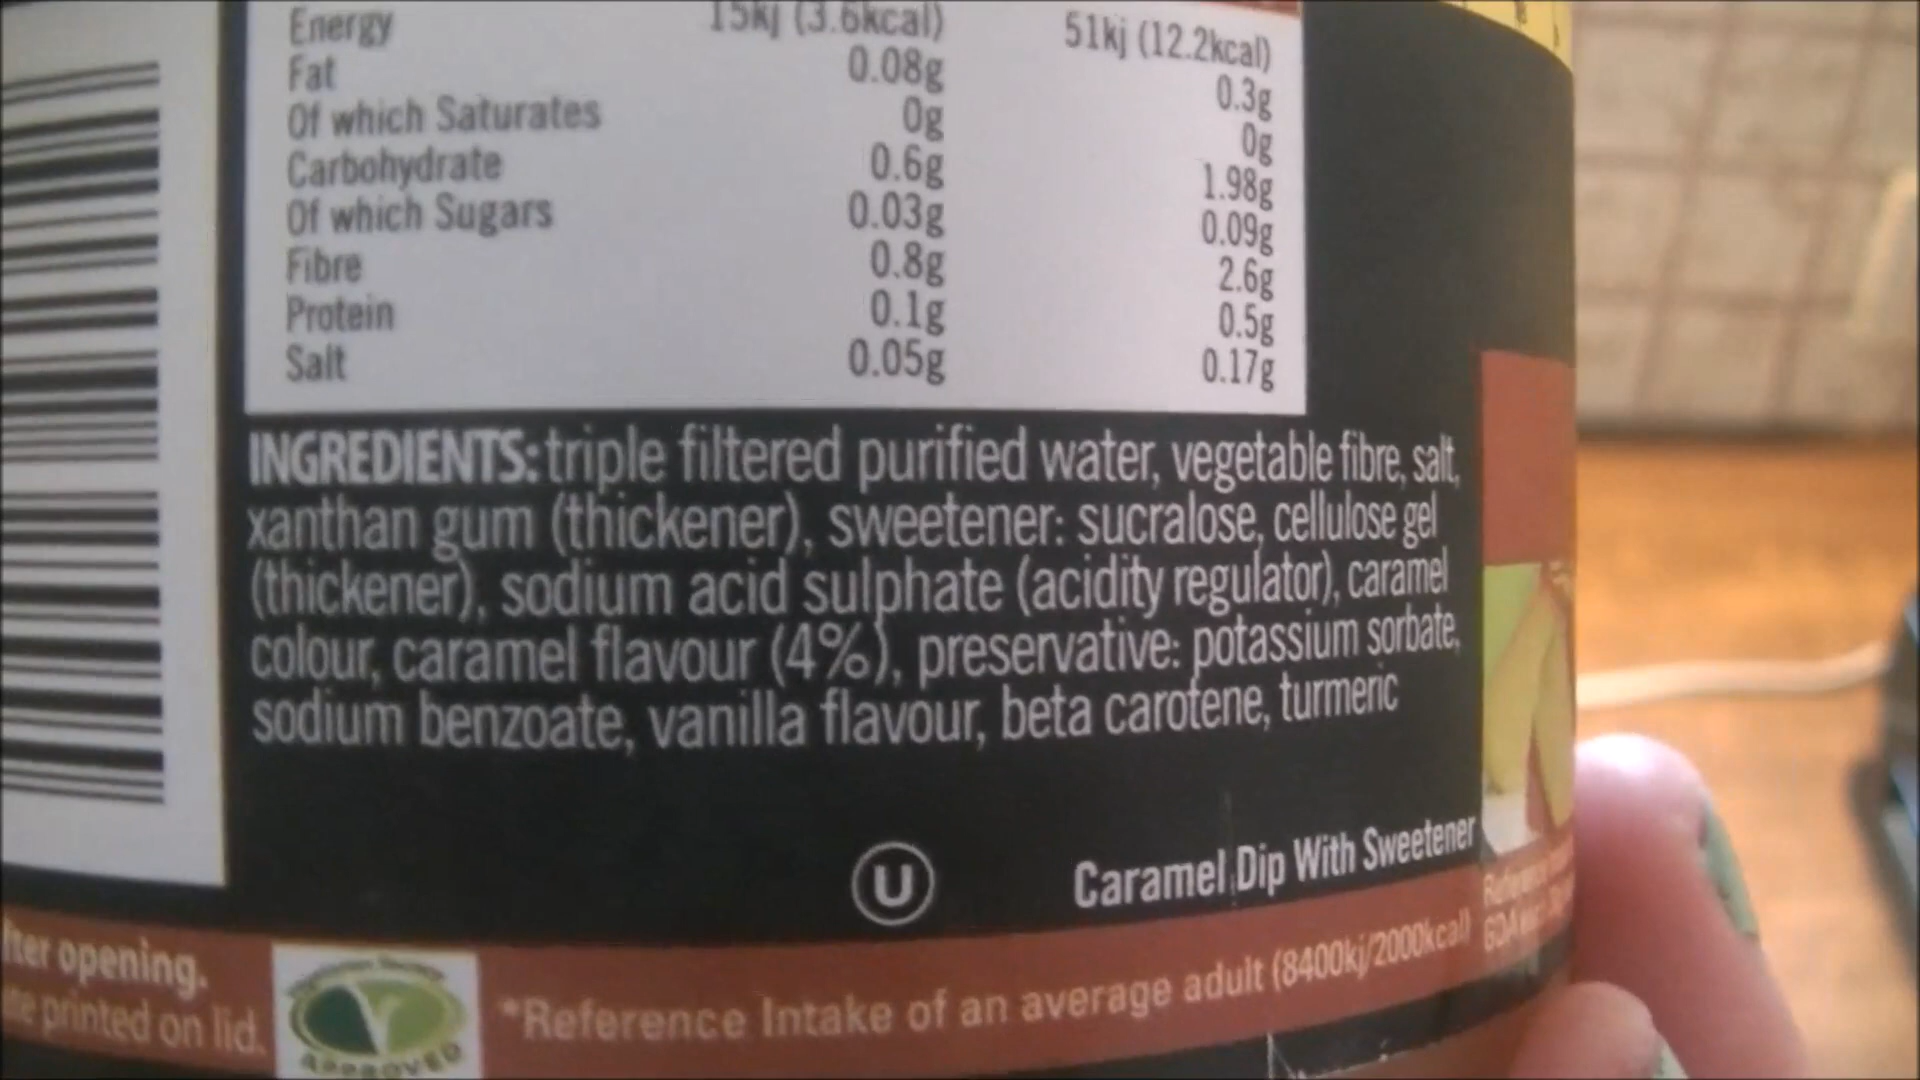 Energy 15kj (3.6kcal) 51kj (12.2kcal)
Fat 0.08g 0.3g
Of which Saturates 0g 0g
Carbohydrate 0.6g 1.98g
Of which Sugars 0.03g 0.09g
Fibre 0.8g 2.6g
Protein 0.1g 0.5g
Salt 0.05g 0.17g
INGREDIENTS: triple filtered purified water, vegetable fibre, salt,
xanthan gum (thickener), sweetener: sucralose, cellulose gel
(thickener), sodium acid sulphate (acidity regulator), caramel
colour, caramel flavour (4%), preservative: potassium sorbate,
sodium benzoate, vanilla flavour, beta carotene, turmeric
U
Caramel Dip With Sweetener
opening.
printed on lid.
APPROVED
*Reference Intake of an average adult (8400kj/2000kcal)